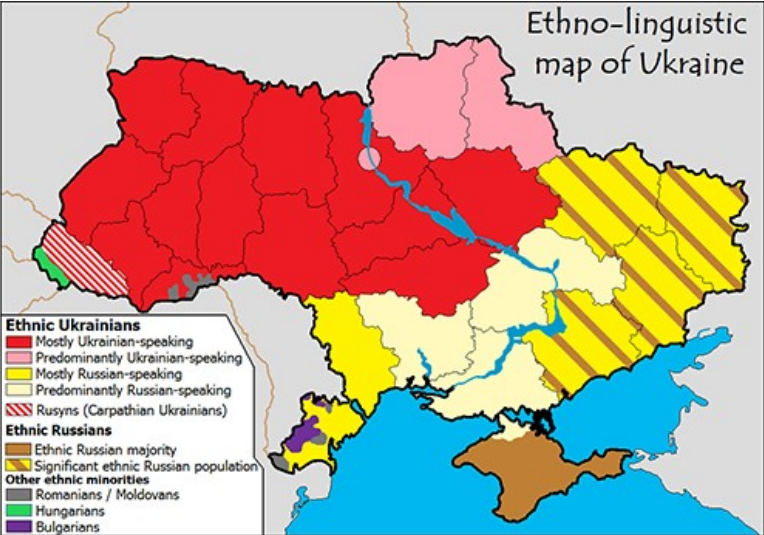 Ethno-linguistic
map of Ukraine
Ethnic Ukrainians
Mostly Ukrainian-speaking
Predominantly Ukrainian-speaking
Mostly Russian-speaking
Predominantly Russian-speaking
Rusyns (Carpathian Ukrainians)
Ethnic Russians
Ethnic Russian majority
Significant ethnic Russian population
Other ethnic minorities
Romanians / Moldovans
Hungarians
Bulgarians